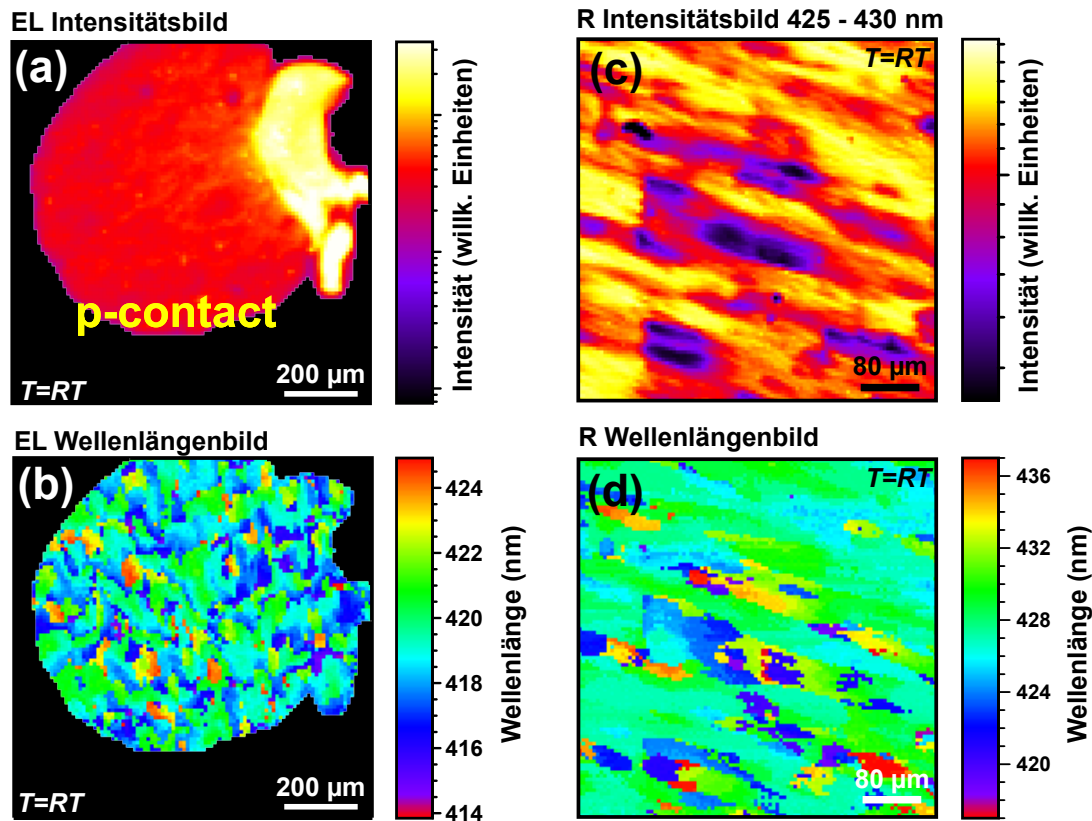 EL Intensitätsbild
(a)
p-contact
T=RT
200 µm
Intensität (willk. Einheiten)
R Intensitätsbild 425 - 430 nm
(c)
T=RT
80 µm
Intensität (willk. Einheiten)
EL Wellenlängenbild
(b)
T=RT
200 µm
424
422
420
418
416
414
Wellenlänge (nm)
R Wellenlängenbild
(d)
T=RT
80 µm
436
432
428
424
420
Wellenlänge (nm)